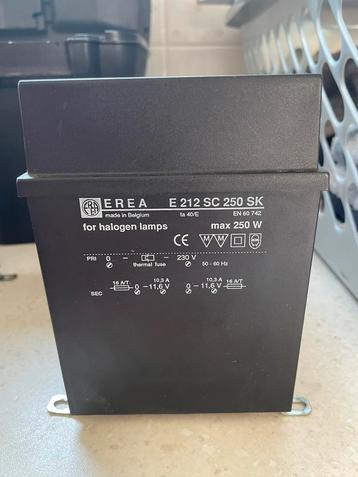 EREA E 212 SC 250 SK
made in Belgium ta 40/E EN 60 742
for halogen lamps max 250 W
CE M M
PRI 0 – – 230 V
thermal fuse 50 - 60 Hz
10,3 A 10,3 A
16 A/T 0 –11,6 V 0 –11,6 V 16 A/T
SEC